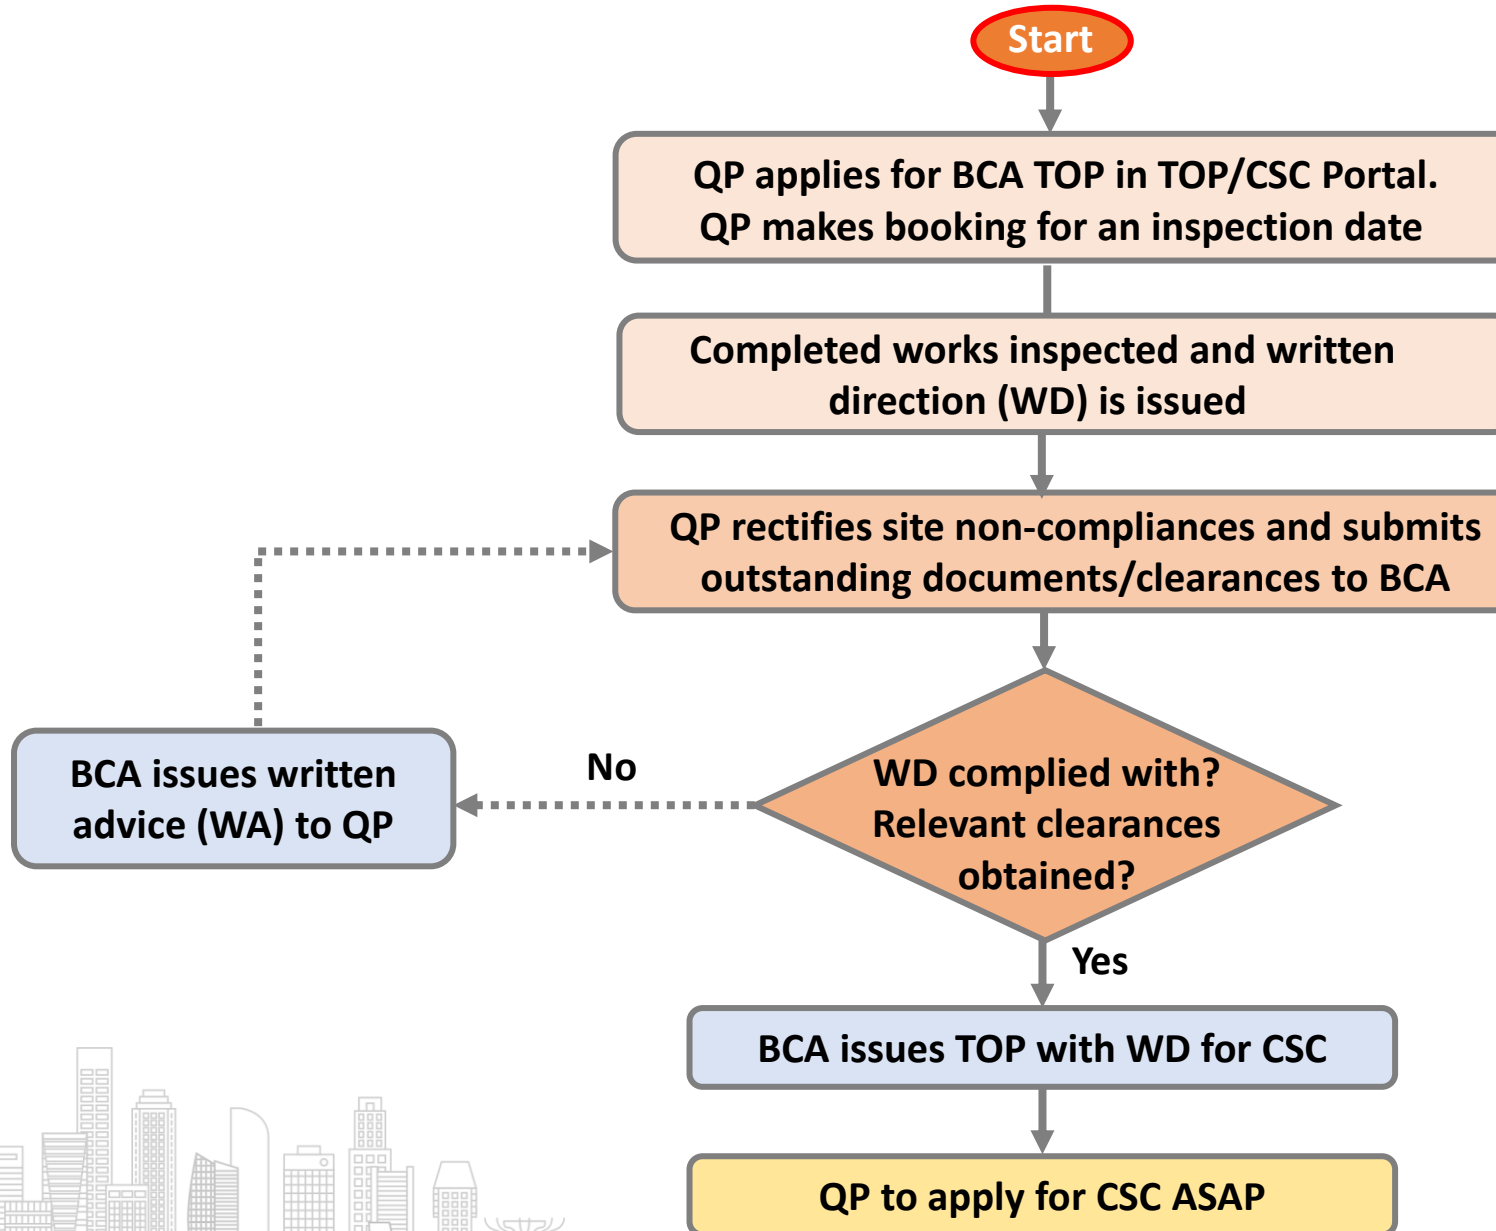 Start
QP applies for BCA TOP in TOP/CSC Portal.
QP makes booking for an inspection date
Completed works inspected and written
direction (WD) is issued
QP rectifies site non-compliances and submits
outstanding documents/clearances to BCA
WD complied with?
Relevant clearances
obtained?
No
BCA issues written
advice (WA) to QP
Yes
BCA issues TOP with WD for CSC
QP to apply for CSC ASAP